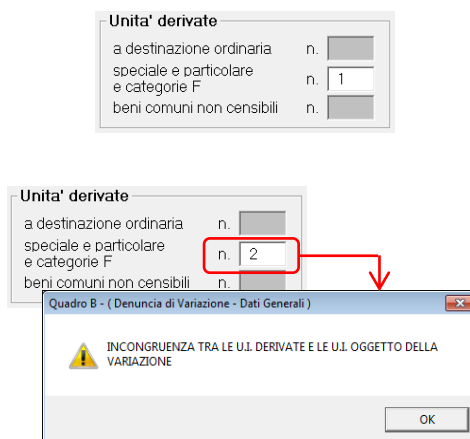 Unita' derivate
a destinazione ordinaria n.
speciale e particolare
e categorie F n. 1
beni comuni non censibili n.
Unita' derivate
a destinazione ordinaria n.
speciale e particolare
e categorie F n. 2
beni comuni non censibili n.
Quadro B - ( Denuncia di Variazione - Dati Generali )
INCONGRUENZA TRA LE U.I. DERIVATE E LE U.I. OGGETTO DELLA
VARIAZIONE
OK